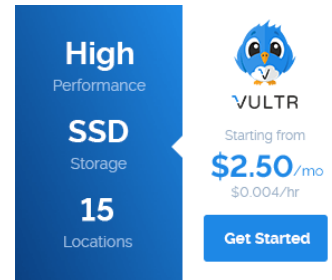 High
Performance
SSD
Storage
15
Locations
V
VULTR
Starting from
$2.50/mo
$0.004/hr
Get Started